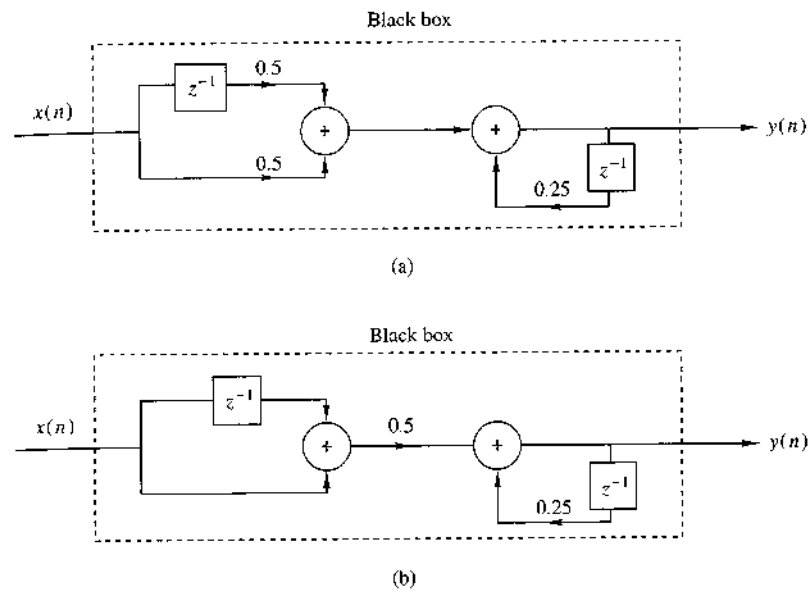 Black box
0.5
z⁻¹
x(n)
+
+
y(n)
0.5
0.25
z⁻¹
(a)
Black box
z⁻¹
x(n)
0.5
+
+
y(n)
0.25
z⁻¹
(b)